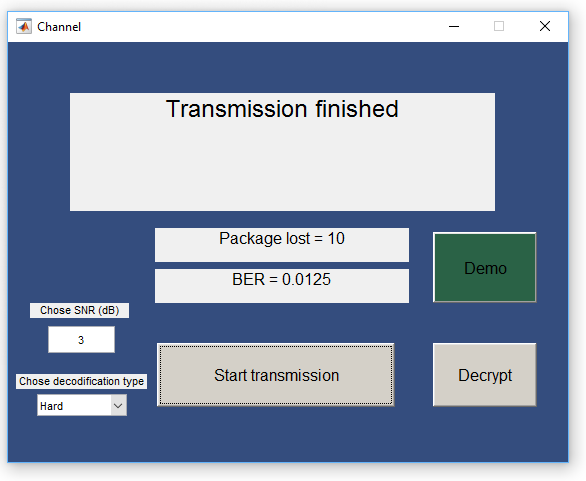 Channel
Transmission finished
Package lost = 10
BER = 0.0125
Demo
Chose SNR (dB)
3
Start transmission
Decrypt
Chose decodification type
Hard